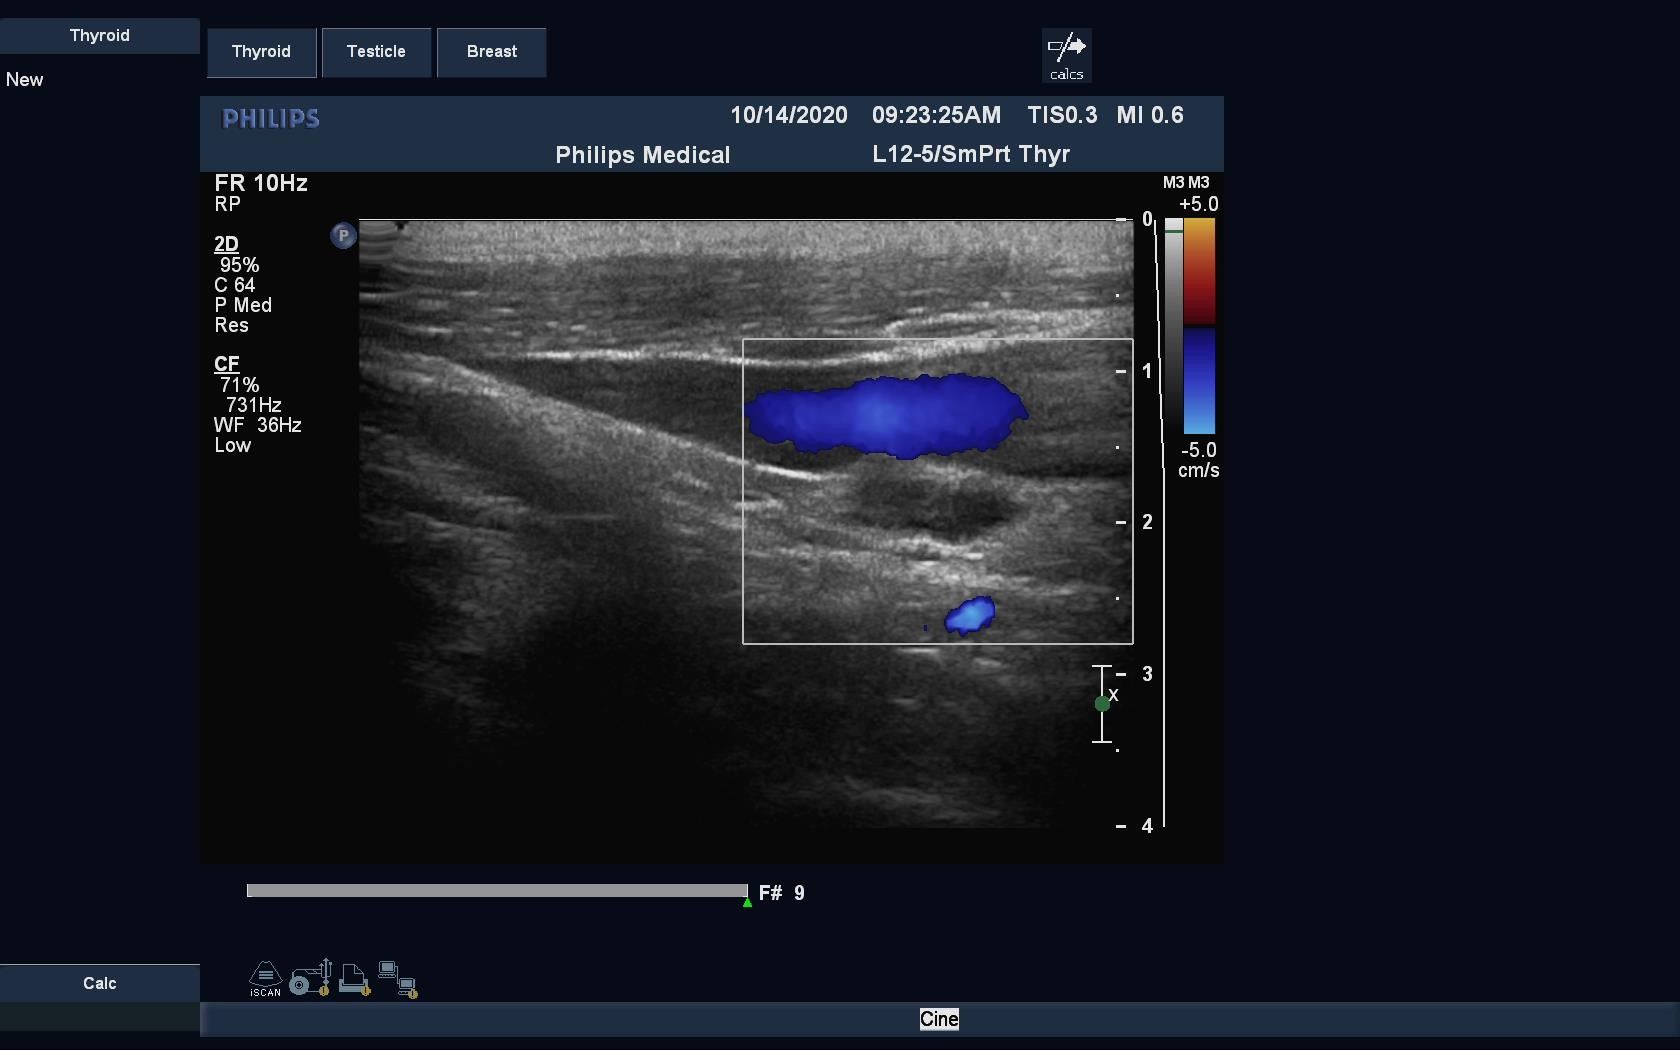 Thyroid
New
Thyroid Testicle Breast
calcs
PHILIPS
10/14/2020 09:23:25AM TIS0.3 MI 0.6
Philips Medical L12-5/SmPrt Thyr
FR 10Hz
RP
2D
95%
C 64
P Med
Res
CF
71%
731Hz
WF 36Hz
Low
P
M3 M3
+5.0
-5.0
cm/s
0
1
2
3
x
4
F# 9
iSCAN
Calc
Cine